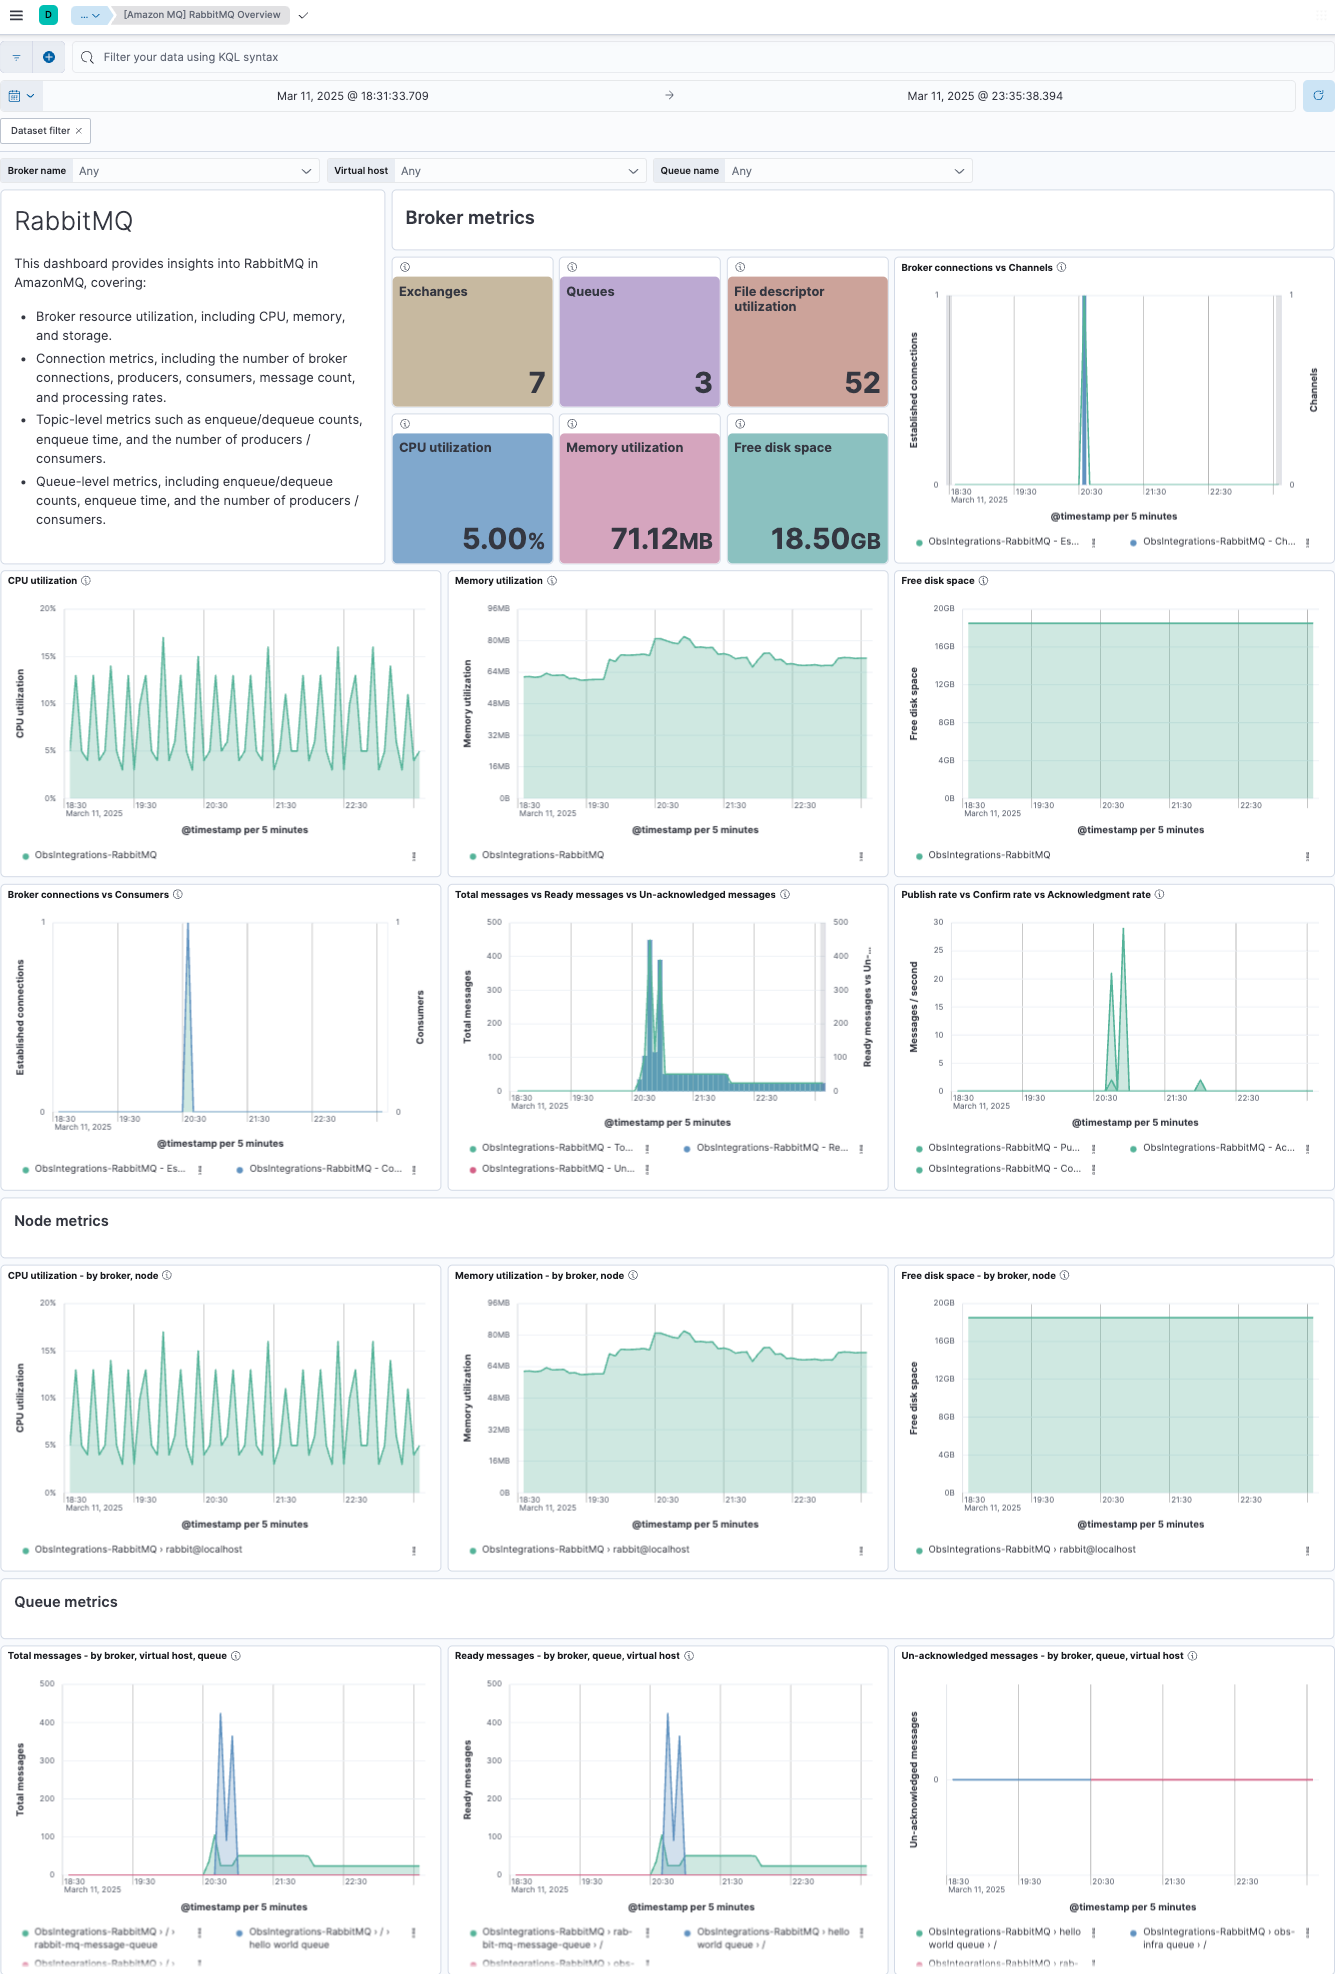 D ... [Amazon MQ] RabbitMQ Overview
Filter your data using KQL syntax
Mar 11, 2025 @ 18:31:33.709 → Mar 11, 2025 @ 23:35:38.394
Dataset filter ×
Broker name Any Virtual host Any Queue name Any
RabbitMQ
This dashboard provides insights into RabbitMQ in
AmazonMQ, covering:
• Broker resource utilization, including CPU, memory,
and storage.
• Connection metrics, including the number of broker
connections, producers, consumers, message count,
and processing rates.
• Topic-level metrics such as enqueue/dequeue counts,
enqueue time, and the number of producers /
consumers.
• Queue-level metrics, including enqueue/dequeue
counts, enqueue time, and the number of producers /
consumers.
Broker metrics
Exchanges
7
Queues
3
File descriptor
utilization
52
CPU utilization
5.00%
Memory utilization
71.12MB
Free disk space
18.50GB
Broker connections vs Channels
Established connections
Channels
1
0
1
0
18:30 19:30 20:30 21:30 22:30
March 11, 2025
@timestamp per 5 minutes
ObsIntegrations-RabbitMQ - Es... ObsIntegrations-RabbitMQ - Ch...
CPU utilization
CPU utilization
20%
15%
10%
5%
0%
18:30 19:30 20:30 21:30 22:30
March 11, 2025
@timestamp per 5 minutes
ObsIntegrations-RabbitMQ
Memory utilization
Memory utilization
96MB
80MB
64MB
48MB
32MB
16MB
0B
18:30 19:30 20:30 21:30 22:30
March 11, 2025
@timestamp per 5 minutes
ObsIntegrations-RabbitMQ
Free disk space
Free disk space
20GB
16GB
12GB
8GB
4GB
0B
18:30 19:30 20:30 21:30 22:30
March 11, 2025
@timestamp per 5 minutes
ObsIntegrations-RabbitMQ
Broker connections vs Consumers
Established connections
Consumers
1
0
1
0
18:30 19:30 20:30 21:30 22:30
March 11, 2025
@timestamp per 5 minutes
ObsIntegrations-RabbitMQ - Es... ObsIntegrations-RabbitMQ - Co...
Total messages vs Ready messages vs Un-acknowledged messages
Total messages
Ready messages vs Un-...
500
400
300
200
100
0
500
400
300
200
100
0
18:30 19:30 20:30 21:30 22:30
March 11, 2025
@timestamp per 5 minutes
ObsIntegrations-RabbitMQ - To... ObsIntegrations-RabbitMQ - Re...
ObsIntegrations-RabbitMQ - Un...
Publish rate vs Confirm rate vs Acknowledgment rate
Messages / second
30
25
20
15
10
5
0
18:30 19:30 20:30 21:30 22:30
March 11, 2025
@timestamp per 5 minutes
ObsIntegrations-RabbitMQ - Pu... ObsIntegrations-RabbitMQ - Ac...
ObsIntegrations-RabbitMQ - Co...
Node metrics
CPU utilization - by broker, node
CPU utilization
20%
15%
10%
5%
0%
18:30 19:30 20:30 21:30 22:30
March 11, 2025
@timestamp per 5 minutes
ObsIntegrations-RabbitMQ › rabbit@localhost
Memory utilization - by broker, node
Memory utilization
96MB
80MB
64MB
48MB
32MB
16MB
0B
18:30 19:30 20:30 21:30 22:30
March 11, 2025
@timestamp per 5 minutes
ObsIntegrations-RabbitMQ › rabbit@localhost
Free disk space - by broker, node
Free disk space
20GB
16GB
12GB
8GB
4GB
0B
18:30 19:30 20:30 21:30 22:30
March 11, 2025
@timestamp per 5 minutes
ObsIntegrations-RabbitMQ › rabbit@localhost
Queue metrics
Total messages - by broker, virtual host, queue
Total messages
500
400
300
200
100
0
18:30 19:30 20:30 21:30 22:30
March 11, 2025
@timestamp per 5 minutes
ObsIntegrations-RabbitMQ › / ›
rabbit-mq-message-queue
ObsIntegrations-RabbitMQ › / ›
hello world queue
ObsIntegrations-RabbitMQ › / ›
Ready messages - by broker, queue, virtual host
Ready messages
500
400
300
200
100
0
18:30 19:30 20:30 21:30 22:30
March 11, 2025
@timestamp per 5 minutes
ObsIntegrations-RabbitMQ › rab-
bit-mq-message-queue › /
ObsIntegrations-RabbitMQ › hello
world queue › /
ObsIntegrations-RabbitMQ › obs-
Un-acknowledged messages - by broker, queue, virtual host
Un-acknowledged messages
0
18:30 19:30 20:30 21:30 22:30
March 11, 2025
@timestamp per 5 minutes
ObsIntegrations-RabbitMQ › hello
world queue › /
ObsIntegrations-RabbitMQ › obs-
infra queue › /
ObsIntegrations-RabbitMQ › rab-